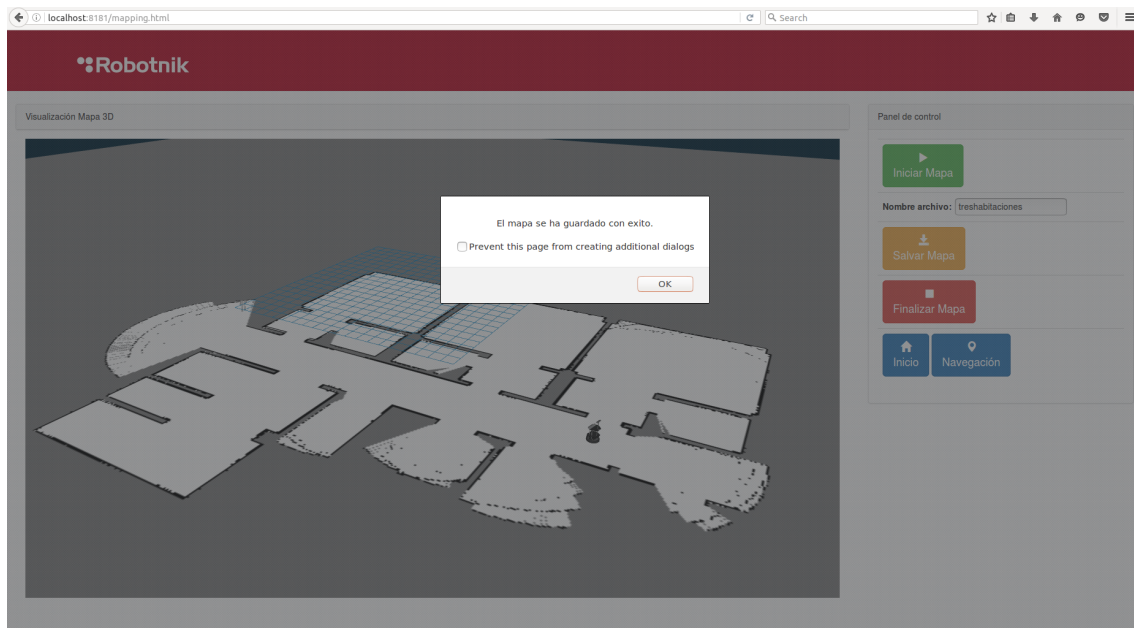 localhost:8181/mapping.html
Search
Robotnik
Visualización Mapa 3D
Panel de control
Iniciar Mapa
Nombre archivo: treshabitaciones
Salvar Mapa
Finalizar Mapa
Inicio Navegación
El mapa se ha guardado con exito.
Prevent this page from creating additional dialogs
OK